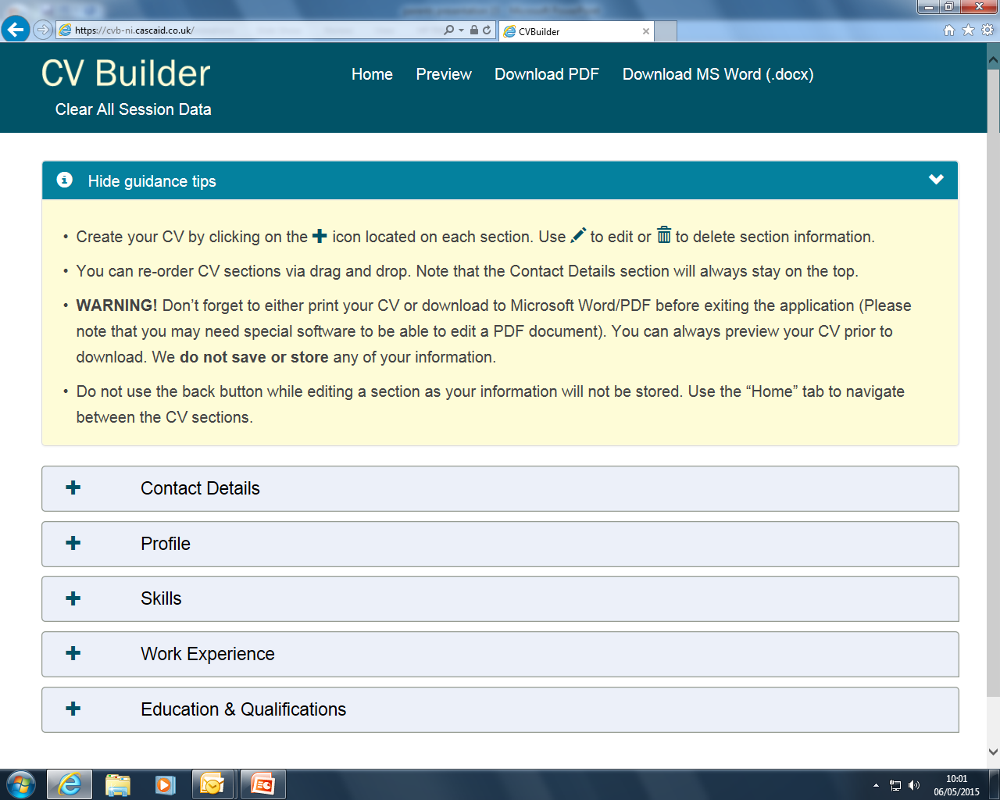 https://cvb-ni.cascaid.co.uk/
CVBuilder
CV Builder
Home Preview Download PDF Download MS Word (.docx)
Clear All Session Data
Hide guidance tips
• Create your CV by clicking on the icon located on each section. Use to edit or to delete section information.
• You can re-order CV sections via drag and drop. Note that the Contact Details section will always stay on the top.
• WARNING! Don’t forget to either print your CV or download to Microsoft Word/PDF before exiting the application (Please
note that you may need special software to be able to edit a PDF document). You can always preview your CV prior to
download. We do not save or store any of your information.
• Do not use the back button while editing a section as your information will not be stored. Use the “Home” tab to navigate
between the CV sections.
Contact Details
Profile
Skills
Work Experience
Education & Qualifications
10:01
06/05/2015